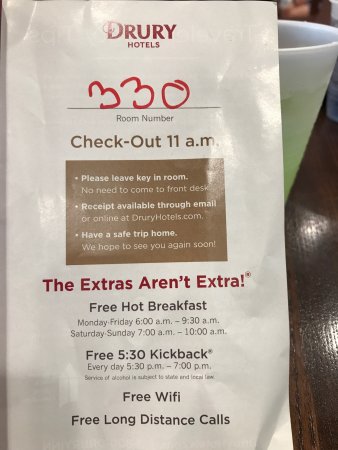 DRURY
HOTELS
330
Room Number
Check-Out 11 a.m.
• Please leave key in room.
No need to come to front desk.
• Receipt available through email
or online at DruryHotels.com.
• Have a safe trip home.
We hope to see you again soon!
The Extras Aren't Extra!®
Free Hot Breakfast
Monday-Friday 6:00 a.m. – 9:30 a.m.
Saturday-Sunday 7:00 a.m. – 10:00 a.m.
Free 5:30 Kickback®
Every day 5:30 p.m. – 7:00 p.m.
Service of alcohol is subject to state and local law.
Free Wifi
Free Long Distance Calls